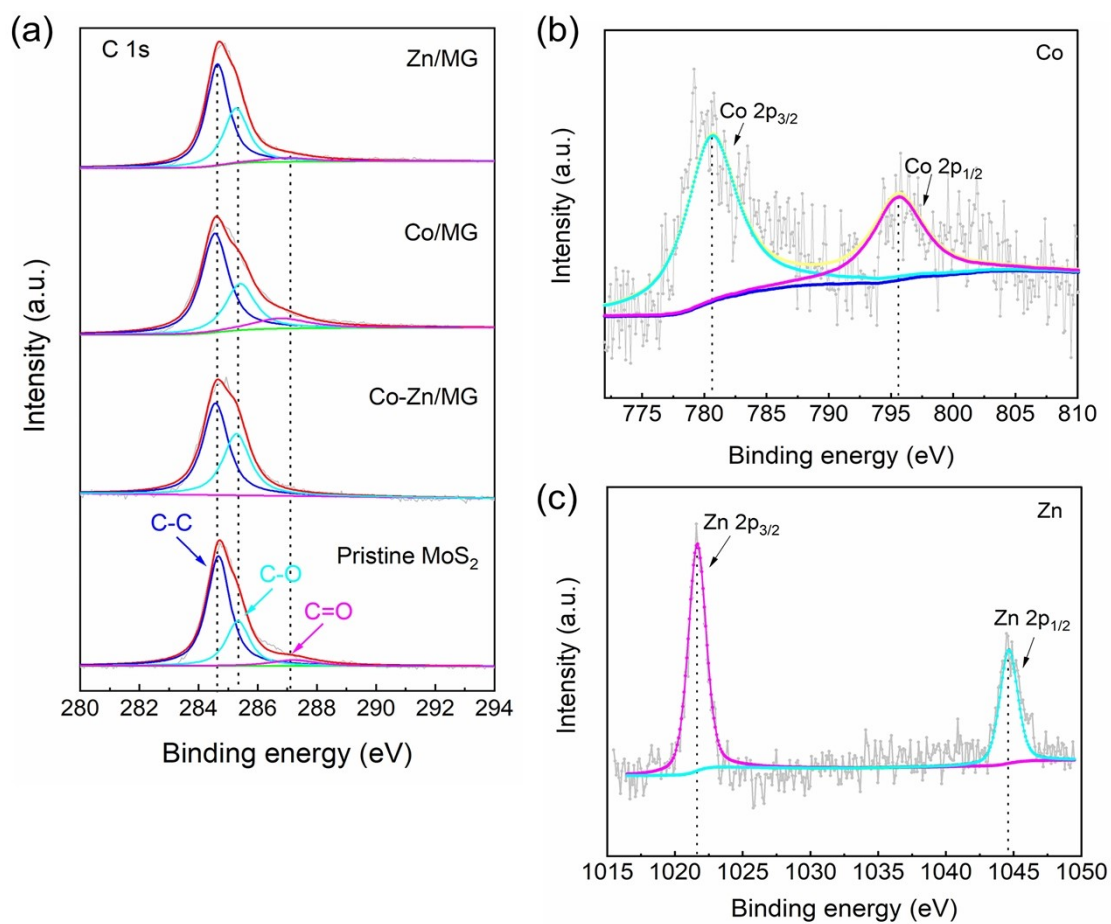 (a)
C 1s
Zn/MG
Co/MG
Co-Zn/MG
Pristine MoS₂
C-C
C-O
C=O
Intensity (a.u.)
280 282 284 286 288 290 292 294
Binding energy (eV)
(b)
Co
Co 2p₃/₂
Co 2p₁/₂
Intensity (a.u.)
775 780 785 790 795 800 805 810
Binding energy (eV)
(c)
Zn
Zn 2p₃/₂
Zn 2p₁/₂
Intensity (a.u.)
1015 1020 1025 1030 1035 1040 1045 1050
Binding energy (eV)